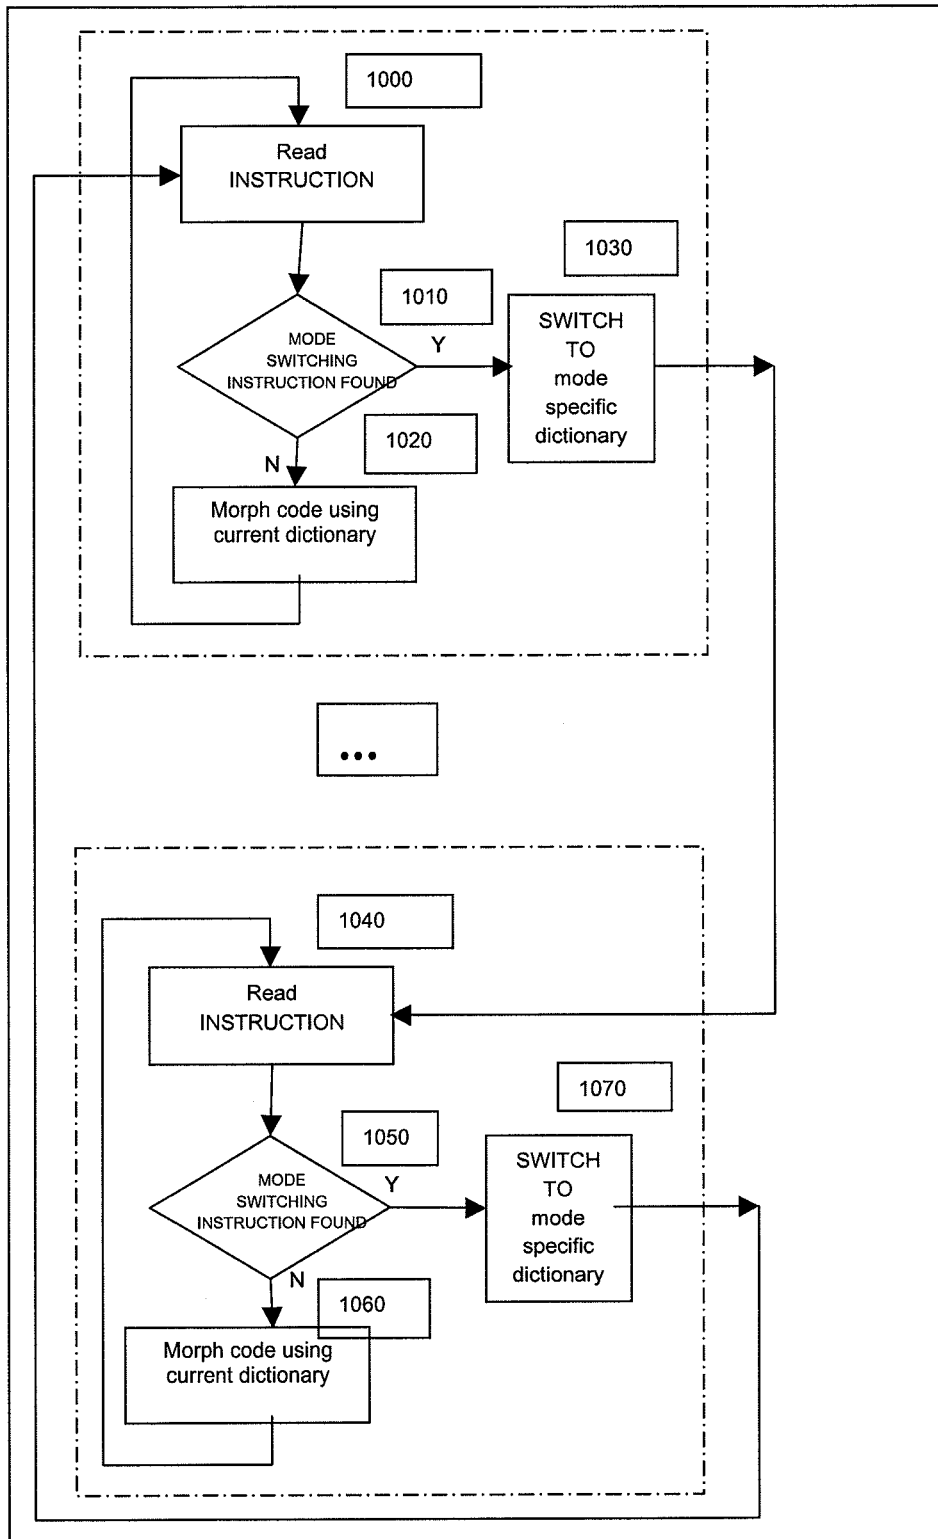 1000
Read
INSTRUCTION
1030
1010
SWITCH
TO
mode
specific
dictionary
MODE
SWITCHING
INSTRUCTION FOUND
Y
1020
N
Morph code using
current dictionary
...
1040
Read
INSTRUCTION
1070
1050
SWITCH
TO
mode
specific
dictionary
MODE
SWITCHING
INSTRUCTION FOUND
Y
N
1060
Morph code using
current dictionary